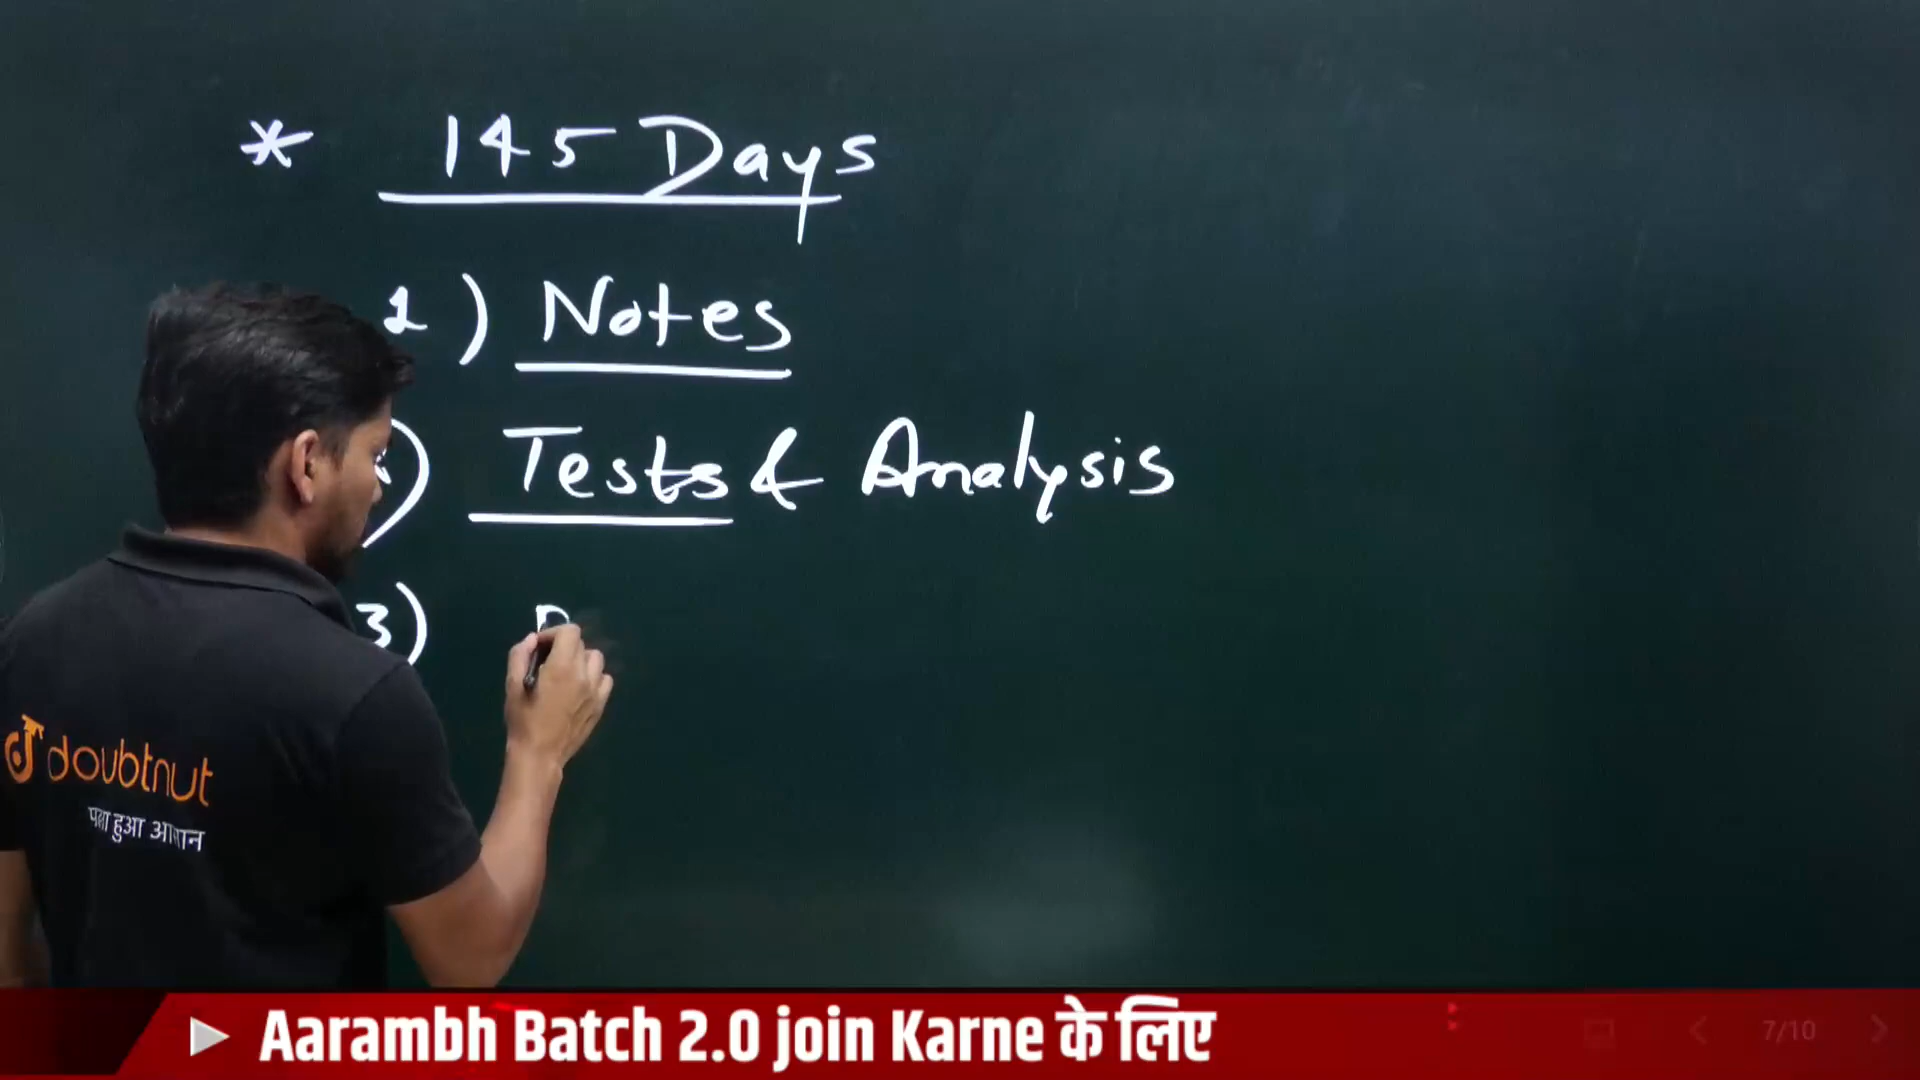 * 145 Days
1) Notes
) Tests & Analysis
3)
doubtnut
पढ़ा हुआ आसान
Aarambh Batch 2.0 join Karne के लिए
7/10